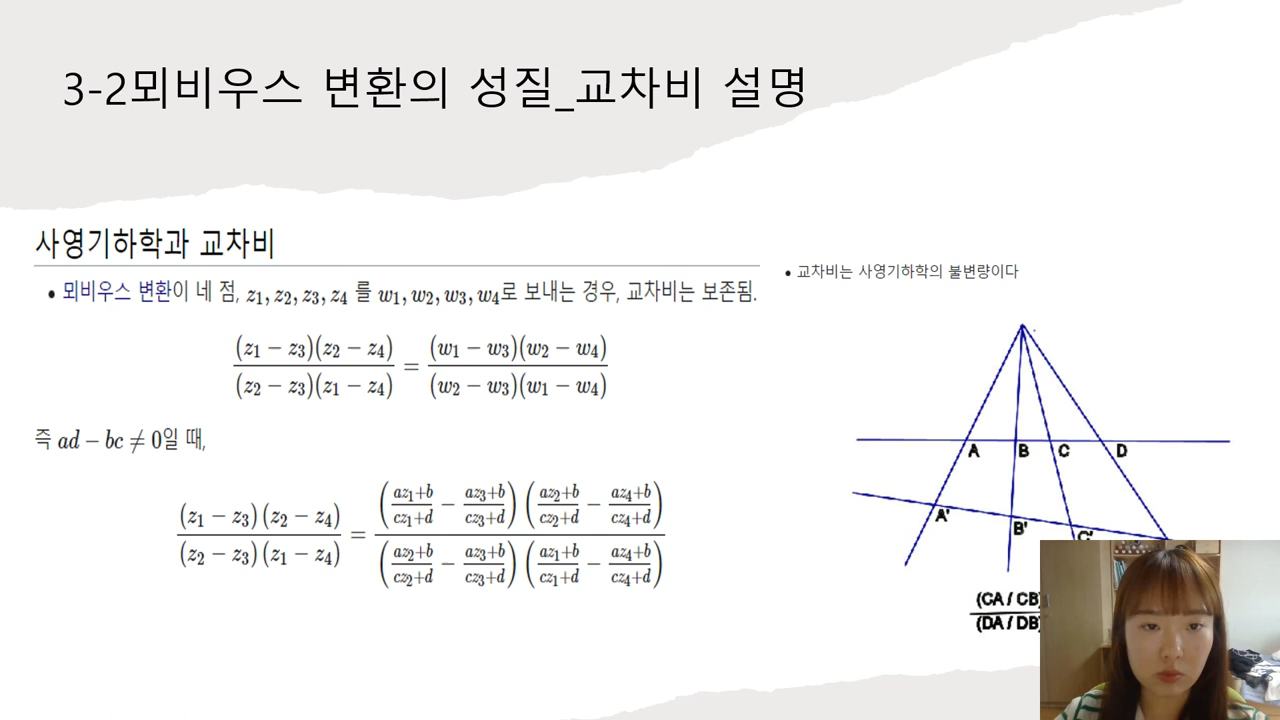 3-2뫼비우스 변환의 성질_교차비 설명
사영기하학과 교차비
• 뫼비우스 변환이 네 점, z₁, z₂, z₃, z₄ 를 w₁, w₂, w₃, w₄로 보내는 경우, 교차비는 보존됨.
(z₁ − z₃)(z₂ − z₄) / (z₂ − z₃)(z₁ − z₄) = (w₁ − w₃)(w₂ − w₄) / (w₂ − w₃)(w₁ − w₄)
즉 ad − bc ≠ 0일 때,
(z₁ − z₃)(z₂ − z₄) / (z₂ − z₃)(z₁ − z₄) = ((az₁+b)/(cz₁+d) − (az₃+b)/(cz₃+d))((az₂+b)/(cz₂+d) − (az₄+b)/(cz₄+d)) / ((az₂+b)/(cz₂+d) − (az₃+b)/(cz₃+d))((az₁+b)/(cz₁+d) − (az₄+b)/(cz₄+d))
• 교차비는 사영기하학의 불변량이다
A B C D
A' B' C'
(CA / CB)
(DA / DB)